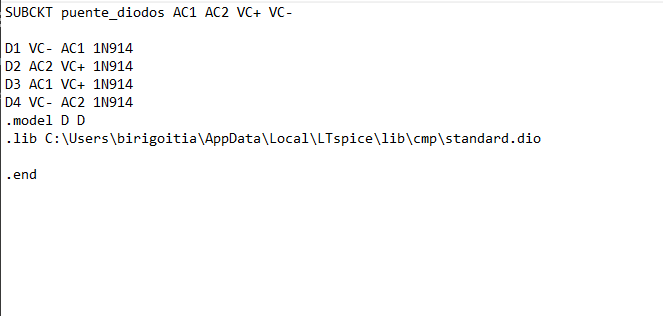 SUBCKT puente_diodos AC1 AC2 VC+ VC-
D1 VC- AC1 1N914
D2 AC2 VC+ 1N914
D3 AC1 VC+ 1N914
D4 VC- AC2 1N914
.model D D
.lib C:\Users\birigoitia\AppData\Local\LTspice\lib\cmp\standard.dio
.end